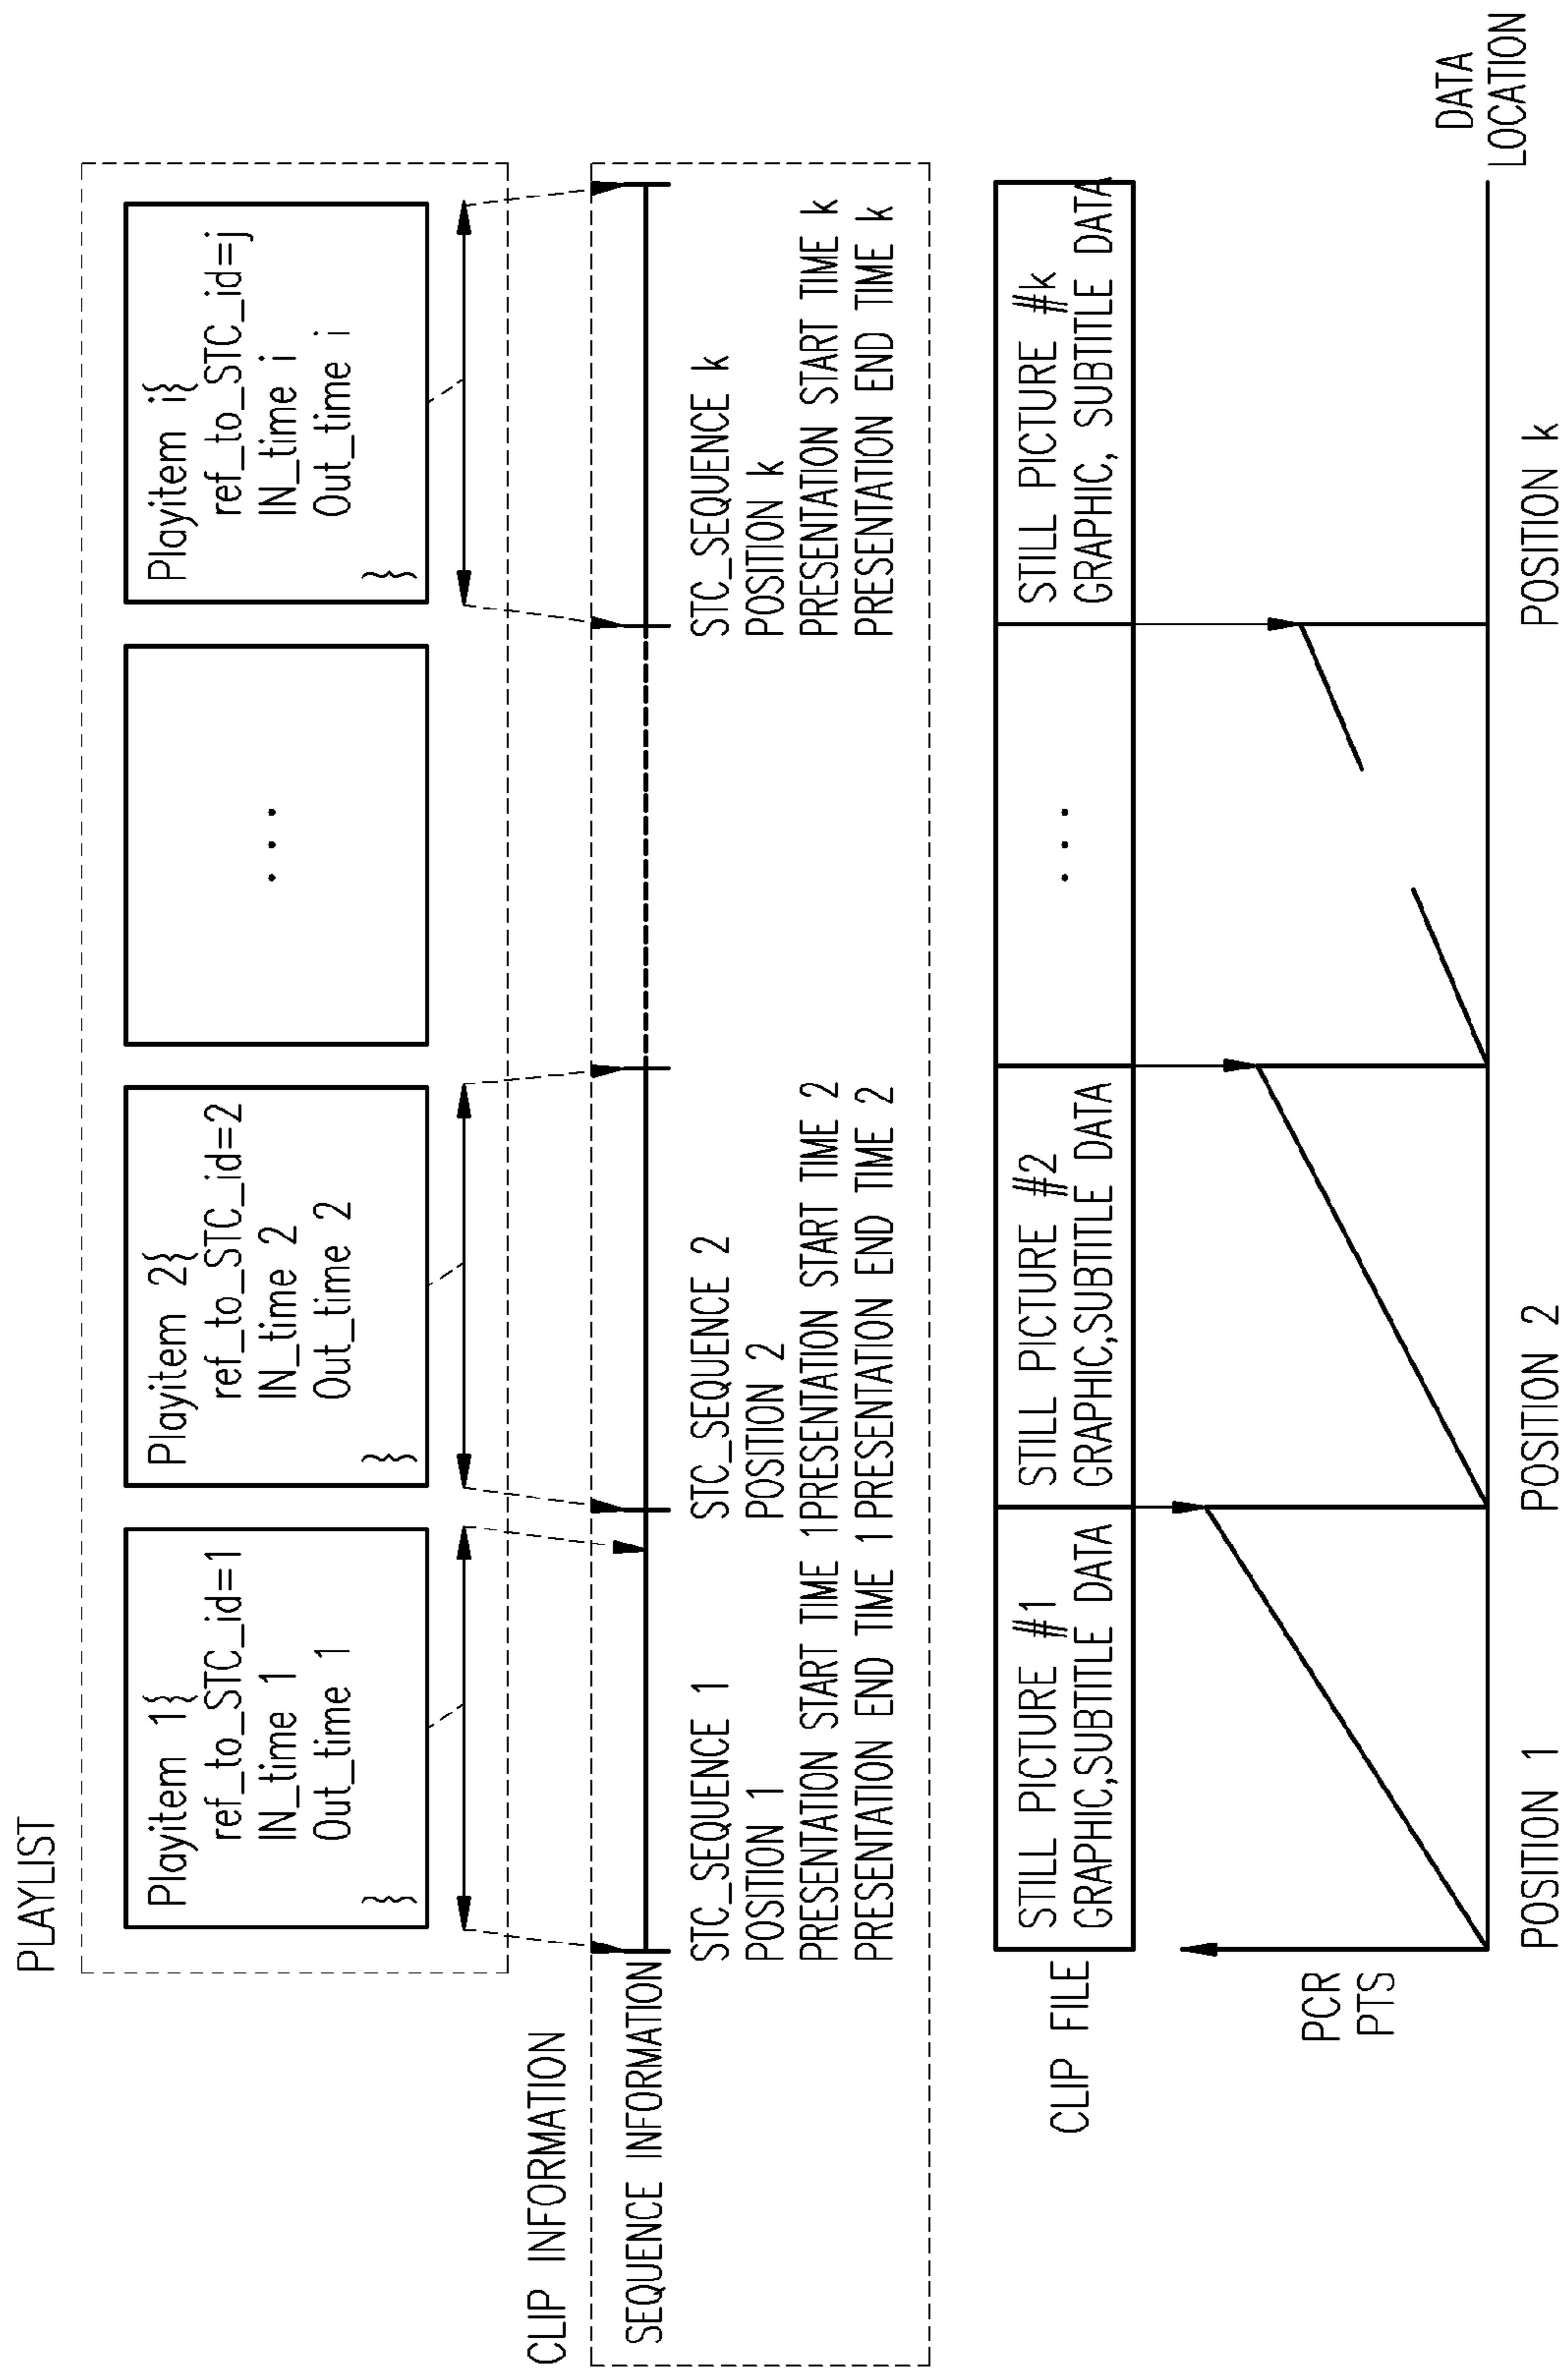 PLAYLIST
Playitem 1{
ref_to_STC_id=1
IN_time 1
Out_time 1
}
Playitem 2{
ref_to_STC_id=2
IN_time 2
Out_time 2
}
...
Playitem i{
ref_to_STC_id=j
IN_time i
Out_time i
}
CLIP INFORMATION
SEQUENCE INFORMATION
STC_SEQUENCE 1
POSITION 1
PRESENTATION START TIME 1
PRESENTATION END TIME 1
STC_SEQUENCE 2
POSITION 2
PRESENTATION START TIME 2
PRESENTATION END TIME 2
STC_SEQUENCE k
POSITION k
PRESENTATION START TIME k
PRESENTATION END TIME k
CLIP FILE
STILL PICTURE #1
GRAPHIC,SUBTITLE DATA
STILL PICTURE #2
GRAPHIC,SUBTITLE DATA
...
STILL PICTURE #k
GRAPHIC, SUBTITLE DATA
PCR
PTS
POSITION 1
POSITION 2
POSITION k
DATA
LOCATION